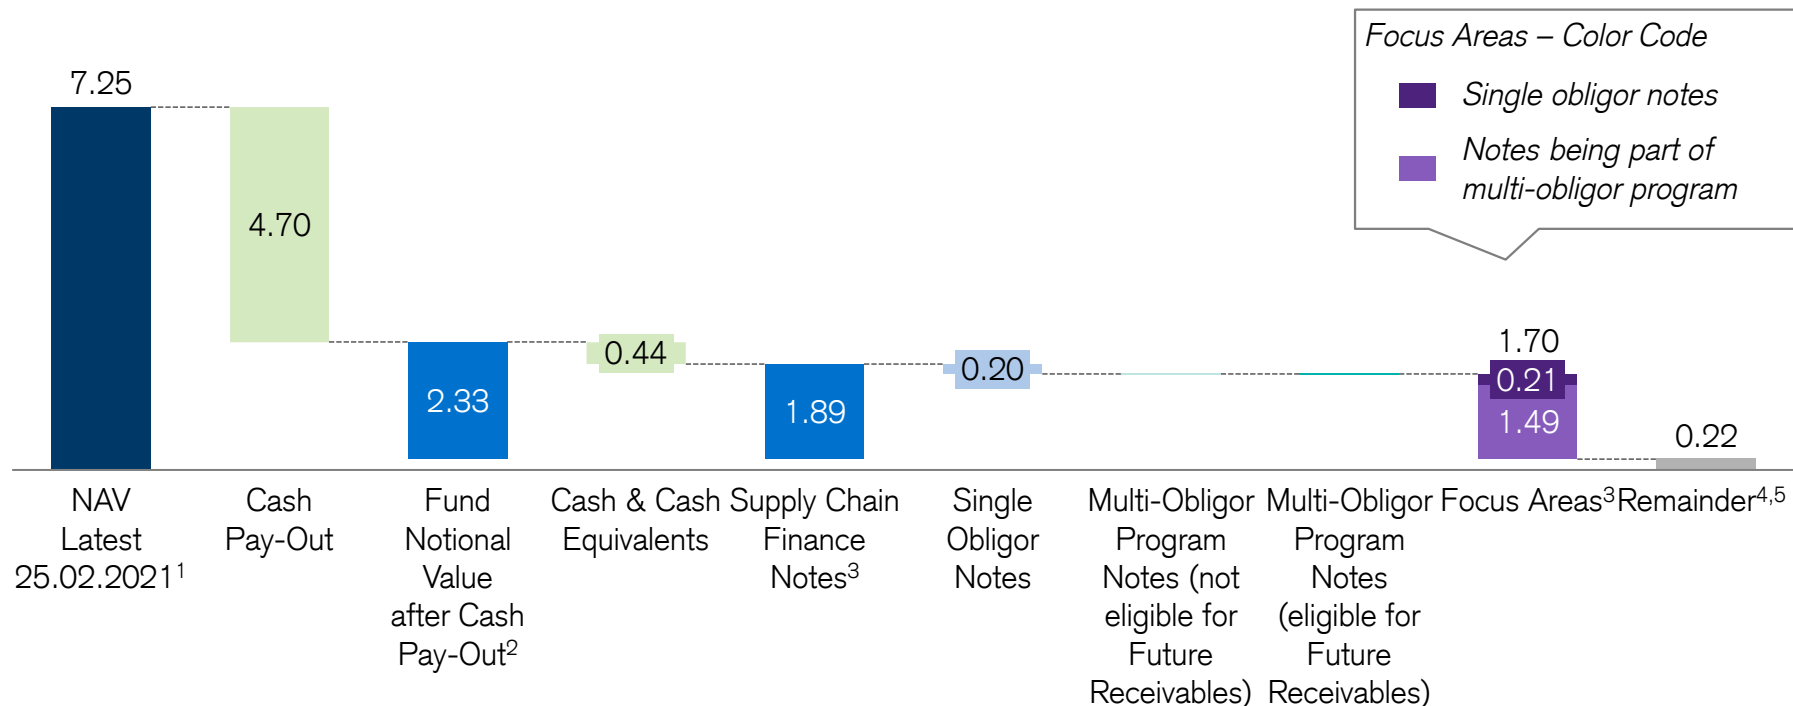 Focus Areas – Color Code
Single obligor notes
Notes being part of
multi-obligor program
7.25
4.70
2.33
0.44
1.89
0.20
1.70
0.21
1.49
0.22
NAV
Latest
25.02.2021¹
Cash
Pay-Out
Fund
Notional
Value
after Cash
Pay-Out²
Cash & Cash
Equivalents
Supply Chain
Finance
Notes³
Single
Obligor
Notes
Multi-Obligor
Program
Notes (not
eligible for
Future
Receivables)
Multi-Obligor
Program
Notes
(eligible for
Future
Receivables)
Focus Areas³
Remainder⁴,⁵